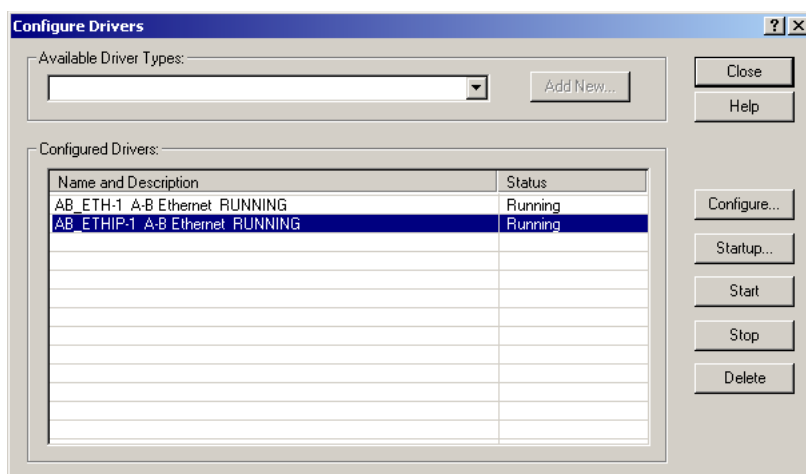 Configure Drivers
Available Driver Types:
Add New...
Close
Help
Configured Drivers:
Name and Description Status
AB_ETH-1 A-B Ethernet RUNNING Running
AB_ETHIP-1 A-B Ethernet RUNNING Running
Configure...
Startup...
Start
Stop
Delete